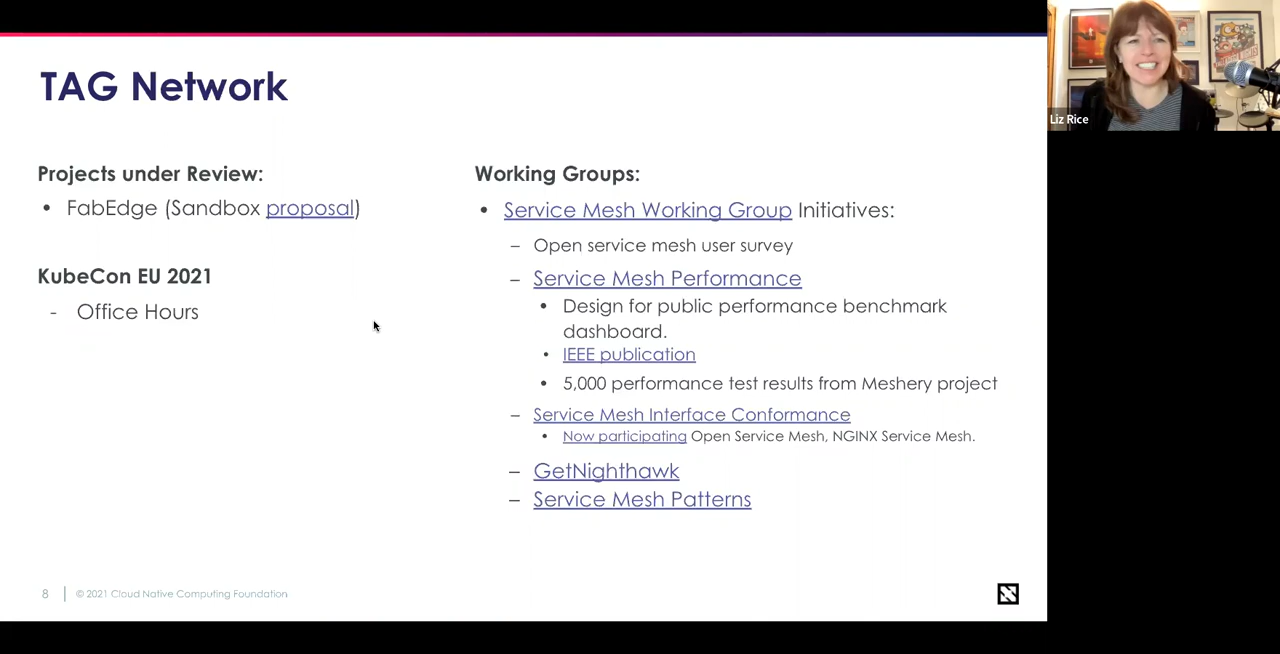 TAG Network
Projects under Review:
• FabEdge (Sandbox proposal)
KubeCon EU 2021
- Office Hours
Working Groups:
• Service Mesh Working Group Initiatives:
– Open service mesh user survey
– Service Mesh Performance
• Design for public performance benchmark
dashboard.
• IEEE publication
• 5,000 performance test results from Meshery project
– Service Mesh Interface Conformance
• Now participating Open Service Mesh, NGINX Service Mesh.
– GetNighthawk
– Service Mesh Patterns
8
© 2021 Cloud Native Computing Foundation
Liz Rice